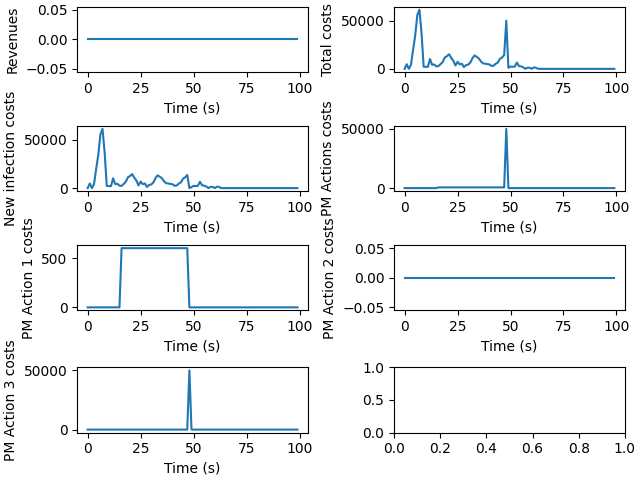 Revenues
0.05
0.00
−0.05
0 25 50 75 100
Time (s)
Total costs
50000
0
0 25 50 75 100
Time (s)
New infection costs
50000
0
0 25 50 75 100
Time (s)
PM Actions costs
50000
0
0 25 50 75 100
Time (s)
PM Action 1 costs
500
0
0 25 50 75 100
Time (s)
PM Action 2 costs
0.05
0.00
−0.05
0 25 50 75 100
Time (s)
PM Action 3 costs
50000
0
0 25 50 75 100
Time (s)
1.0
0.5
0.0
0.0 0.2 0.4 0.6 0.8 1.0